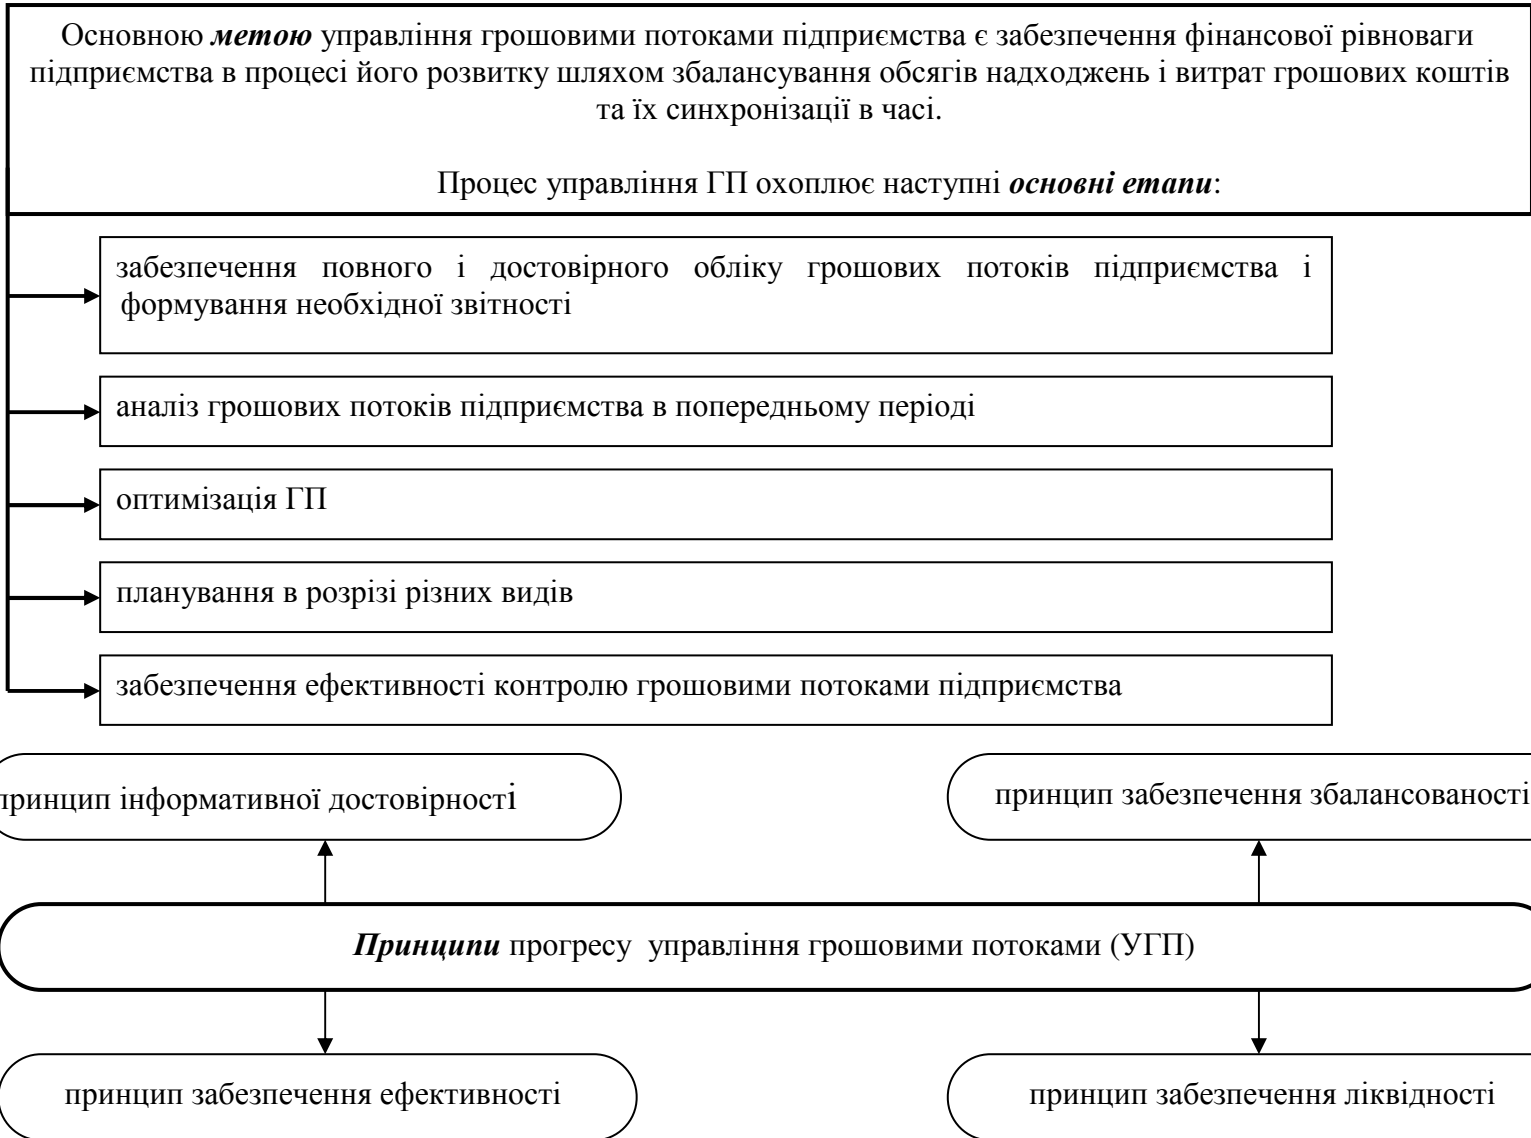 Основною метою управління грошовими потоками підприємства є забезпечення фінансової рівноваги
підприємства в процесі його розвитку шляхом збалансування обсягів надходжень і витрат грошових коштів
та їх синхронізації в часі.
Процес управління ГП охоплює наступні основні етапи:
забезпечення повного і достовірного обліку грошових потоків підприємства і
формування необхідної звітності
аналіз грошових потоків підприємства в попередньому періоді
оптимізація ГП
планування в розрізі різних видів
забезпечення ефективності контролю грошовими потоками підприємства
принцип інформативної достовірності
принцип забезпечення збалансованості
Принципи прогресу управління грошовими потоками (УГП)
принцип забезпечення ефективності
принцип забезпечення ліквідності